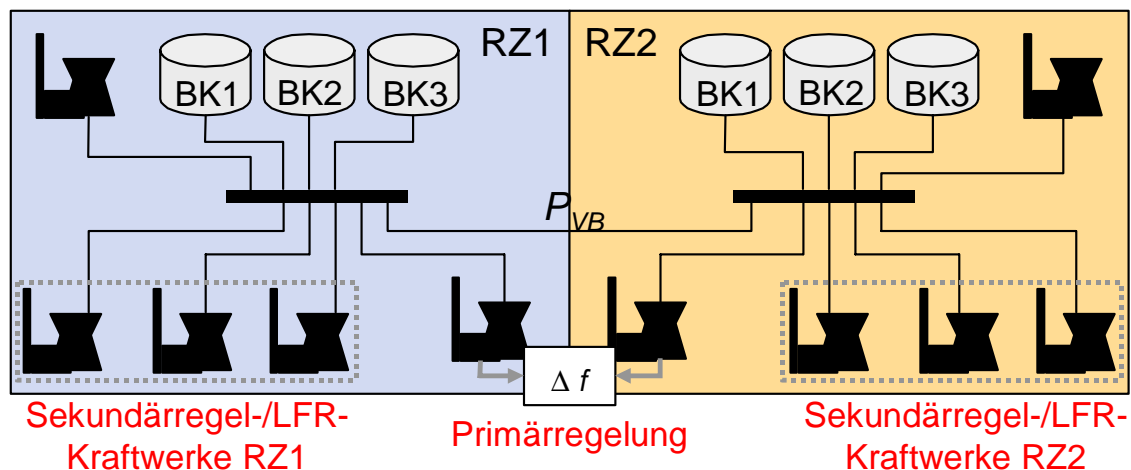 RZ1 RZ2
BK1 BK2 BK3 BK1 BK2 BK3
P_VB
Δ f
Sekundärregel-/LFR-
Kraftwerke RZ1
Primärregelung
Sekundärregel-/LFR-
Kraftwerke RZ2